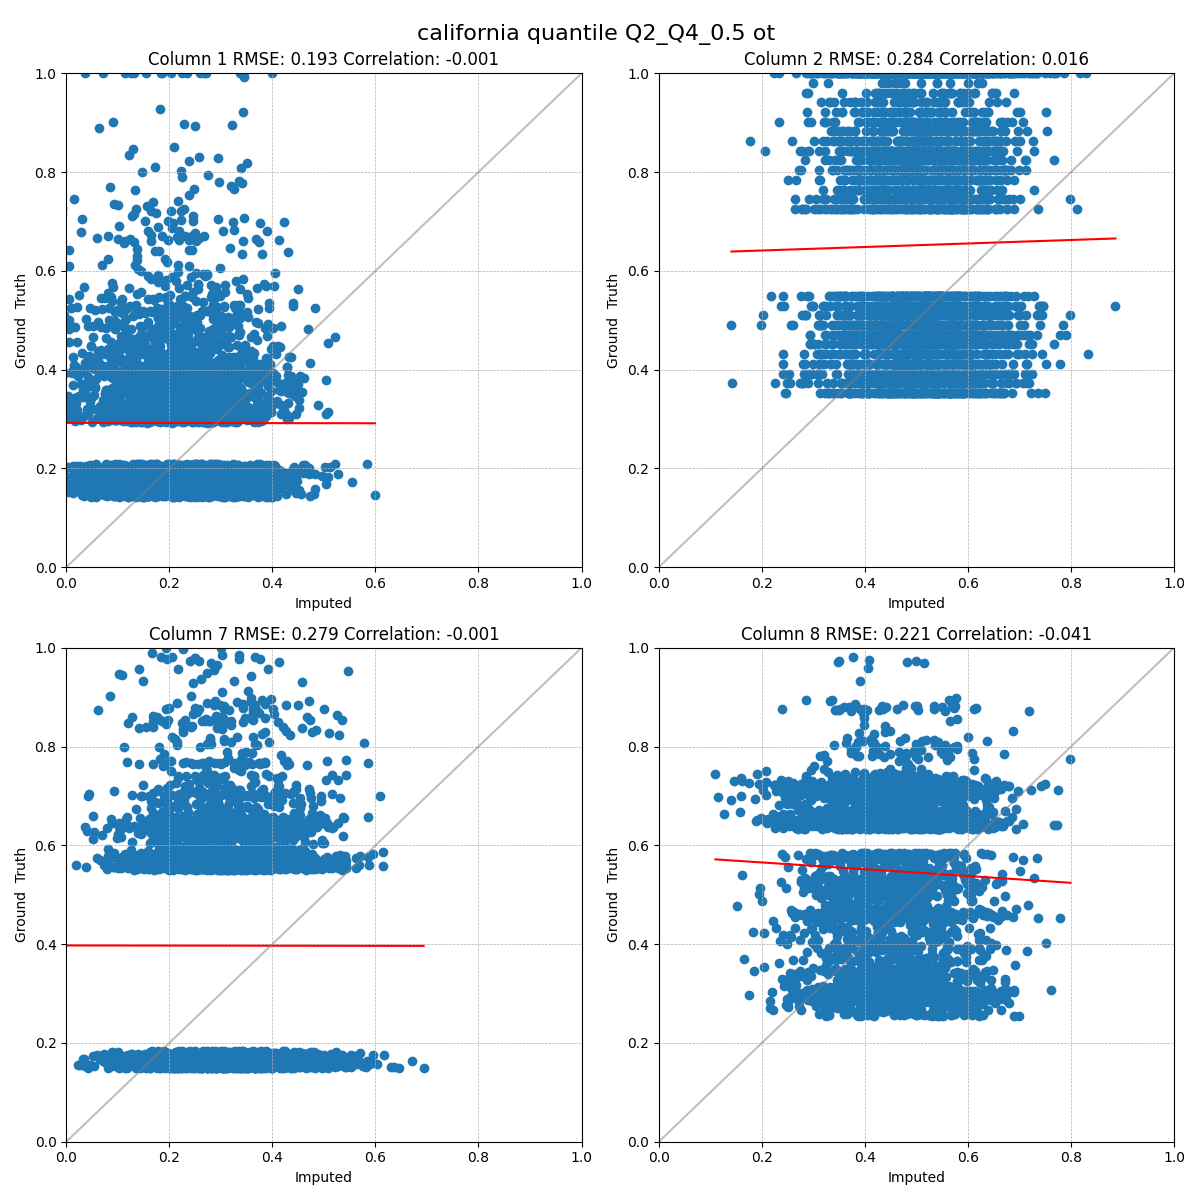 california quantile Q2_Q4_0.5 ot
Column 1 RMSE: 0.193 Correlation: -0.001
1.0
0.8
0.6
0.4
0.2
0.0
Ground Truth
0.0 0.2 0.4 0.6 0.8 1.0
Imputed
Column 2 RMSE: 0.284 Correlation: 0.016
1.0
0.8
0.6
0.4
0.2
0.0
Ground Truth
0.0 0.2 0.4 0.6 0.8 1.0
Imputed
Column 7 RMSE: 0.279 Correlation: -0.001
1.0
0.8
0.6
0.4
0.2
0.0
Ground Truth
0.0 0.2 0.4 0.6 0.8 1.0
Imputed
Column 8 RMSE: 0.221 Correlation: -0.041
1.0
0.8
0.6
0.4
0.2
0.0
Ground Truth
0.0 0.2 0.4 0.6 0.8 1.0
Imputed